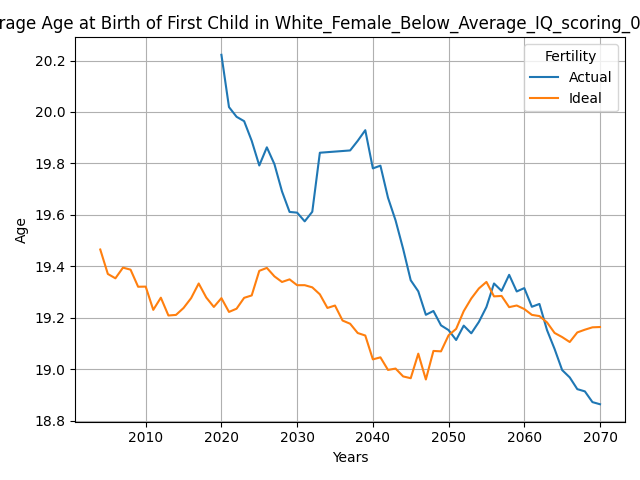 rage Age at Birth of First Child in White_Female_Below_Average_IQ_scoring_0
Fertility
Actual
Ideal
20.2
20.0
19.8
19.6
19.4
19.2
19.0
18.8
Age
2010
2020
2030
2040
2050
2060
2070
Years